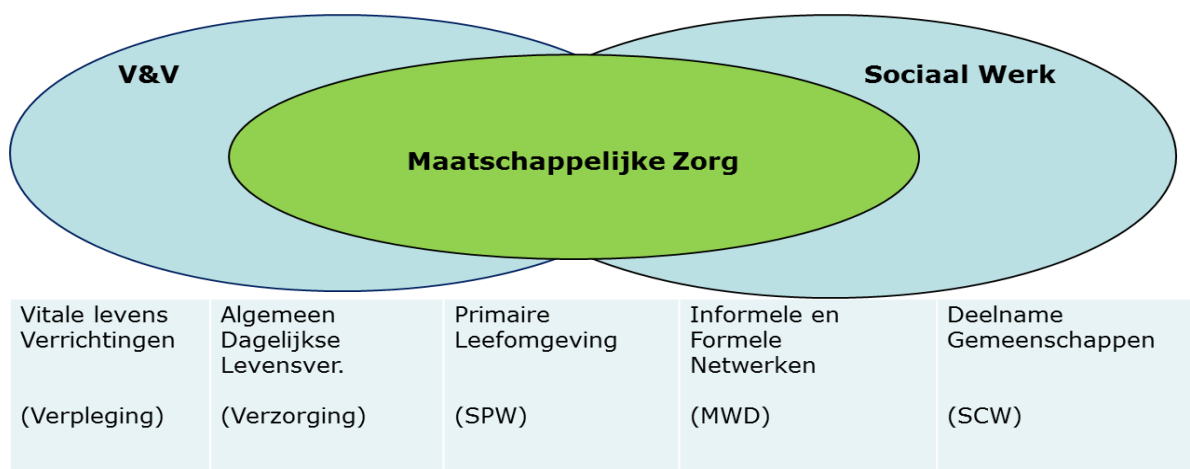 V&V
Sociaal Werk
Maatschappelijke Zorg
Vitale levens
Verrichtingen
(Verpleging)
Algemeen
Dagelijkse
Levensver.
(Verzorging)
Primaire
Leefomgeving
(SPW)
Informele en
Formele
Netwerken
(MWD)
Deelname
Gemeenschappen
(SCW)